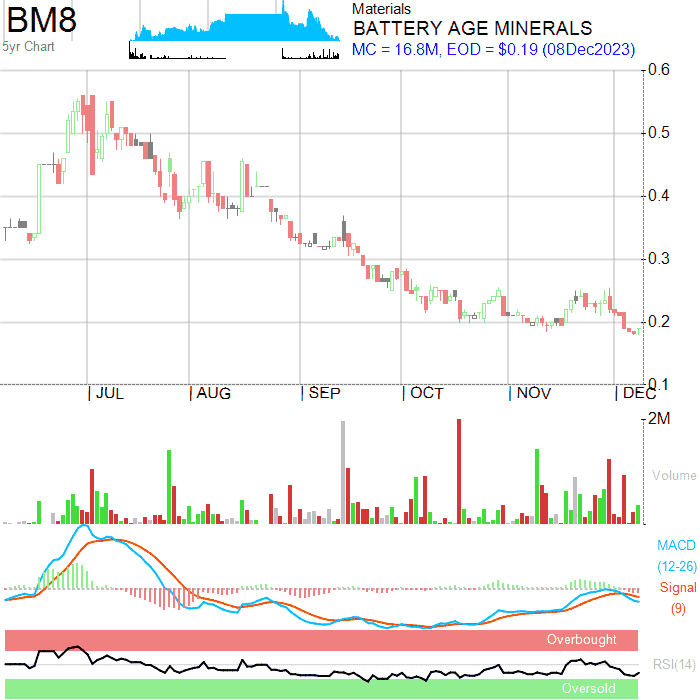 BM8
5yr Chart
Materials
BATTERY AGE MINERALS
MC = 16.8M, EOD = $0.19 (08Dec2023)
0.6
0.5
0.4
0.3
0.2
0.1
JUL AUG SEP OCT NOV DEC
2M
Volume
MACD
(12-26)
Signal
(9)
Overbought
RSI(14)
Oversold